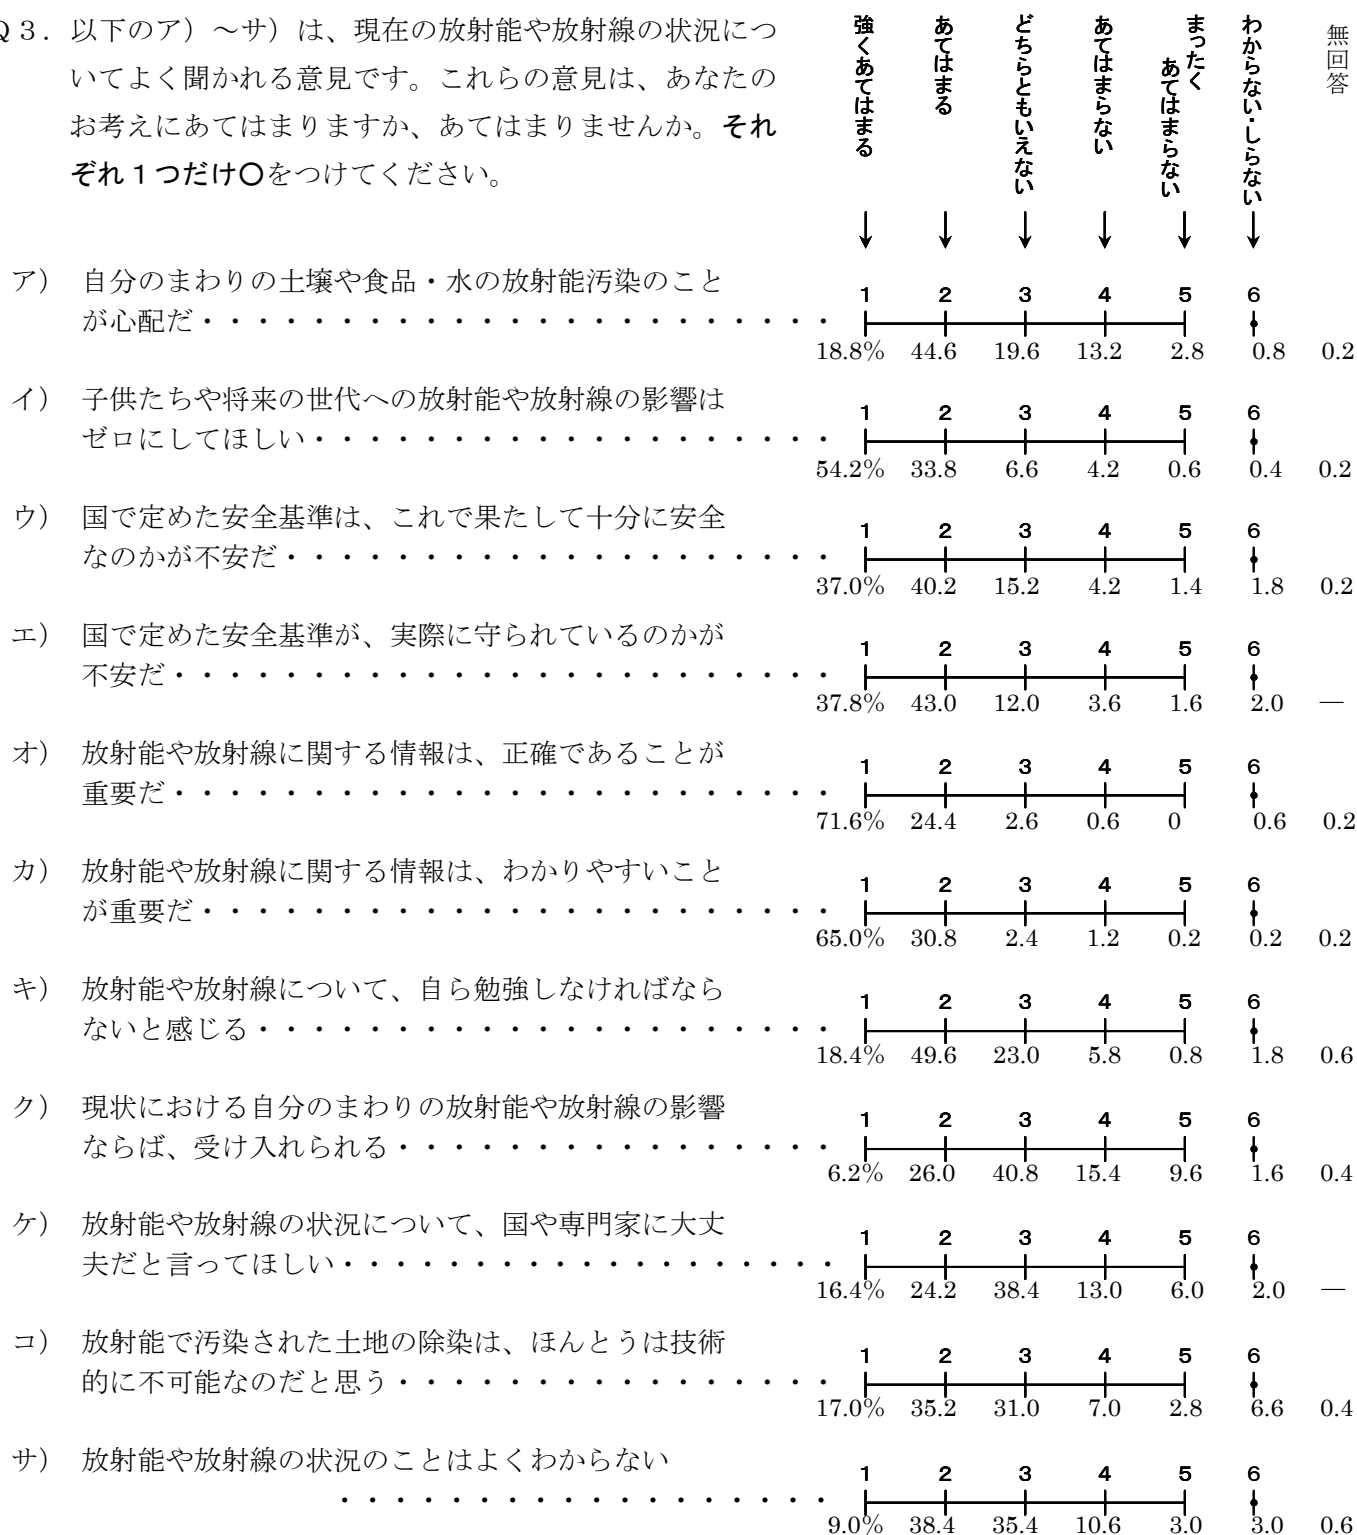 Q3．以下のア）～サ）は、現在の放射能や放射線の状況につ
いてよく聞かれる意見です。これらの意見は、あなたの
お考えにあてはまりますか、あてはまりませんか。それ
ぞれ１つだけ○をつけてください。
強くあてはまる
あてはまる
どちらともいえない
あてはまらない
まったく
あてはまらない
わからない・しらない
無回答
ア） 自分のまわりの土壌や食品・水の放射能汚染のこと
が心配だ・・・・・・・・・・・・・・・・・・・・・・・
1 2 3 4 5 6
18.8% 44.6 19.6 13.2 2.8 0.8 0.2
イ） 子供たちや将来の世代への放射能や放射線の影響は
ゼロにしてほしい・・・・・・・・・・・・・・・・・・・
1 2 3 4 5 6
54.2% 33.8 6.6 4.2 0.6 0.4 0.2
ウ） 国で定めた安全基準は、これで果たして十分に安全
なのかが不安だ・・・・・・・・・・・・・・・・・・・・
1 2 3 4 5 6
37.0% 40.2 15.2 4.2 1.4 1.8 0.2
エ） 国で定めた安全基準が、実際に守られているのかが
不安だ・・・・・・・・・・・・・・・・・・・・・・・・
1 2 3 4 5 6
37.8% 43.0 12.0 3.6 1.6 2.0 ―
オ） 放射能や放射線に関する情報は、正確であることが
重要だ・・・・・・・・・・・・・・・・・・・・・・・・
1 2 3 4 5 6
71.6% 24.4 2.6 0.6 0 0.6 0.2
カ） 放射能や放射線に関する情報は、わかりやすいこと
が重要だ・・・・・・・・・・・・・・・・・・・・・・・
1 2 3 4 5 6
65.0% 30.8 2.4 1.2 0.2 0.2 0.2
キ） 放射能や放射線について、自ら勉強しなければなら
ないと感じる・・・・・・・・・・・・・・・・・・・・・
1 2 3 4 5 6
18.4% 49.6 23.0 5.8 0.8 1.8 0.6
ク） 現状における自分のまわりの放射能や放射線の影響
ならば、受け入れられる・・・・・・・・・・・・・・・・
1 2 3 4 5 6
6.2% 26.0 40.8 15.4 9.6 1.6 0.4
ケ） 放射能や放射線の状況について、国や専門家に大丈
夫だと言ってほしい・・・・・・・・・・・・・・・・・・
1 2 3 4 5 6
16.4% 24.2 38.4 13.0 6.0 2.0 ―
コ） 放射能で汚染された土地の除染は、ほんとうは技術
的に不可能なのだと思う・・・・・・・・・・・・・・・・
1 2 3 4 5 6
17.0% 35.2 31.0 7.0 2.8 6.6 0.4
サ） 放射能や放射線の状況のことはよくわからない
・・・・・・・・・・・・・・・・・・
1 2 3 4 5 6
9.0% 38.4 35.4 10.6 3.0 3.0 0.6